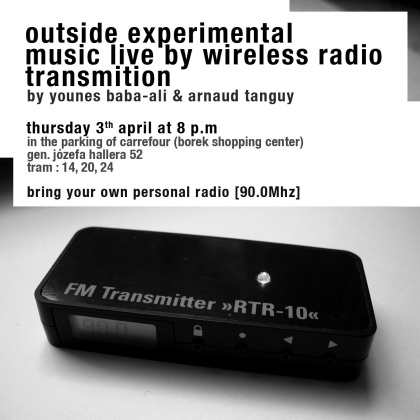 outside experimental
music live by wireless radio
transmition
by younes baba-ali & arnaud tanguy
thursday 3th april at 8 p.m
in the parking of carrefour (borek shopping center)
gen. józefa hallera 52
tram : 14, 20, 24
bring your own personal radio [90.0Mhz]
FM Transmitter »RTR-10«
90.0